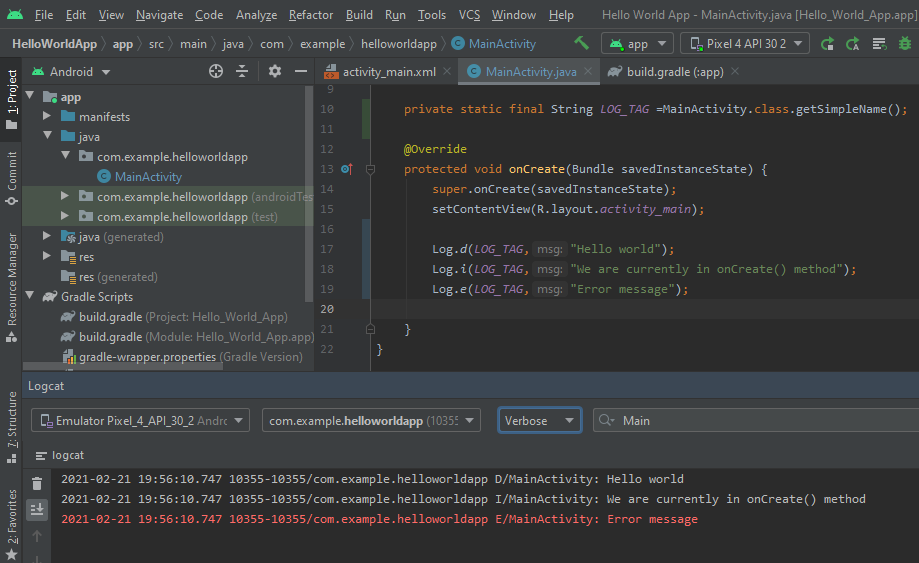 File Edit View Navigate Code Analyze Refactor Build Run Tools VCS Window Help Hello World App - MainActivity.java [Hello_World_App.app]
HelloWorldApp app src main java com example helloworldapp MainActivity app Pixel 4 API 30 2
Android activity_main.xml MainActivity.java build.gradle (:app)
1: Project
Commit
Resource Manager
7: Structure
2: Favorites
app
manifests
java
com.example.helloworldapp
MainActivity
com.example.helloworldapp (androidTes
com.example.helloworldapp (test)
java (generated)
res
res (generated)
Gradle Scripts
build.gradle (Project: Hello_World_App)
build.gradle (Module: Hello_World_App.app)
gradle-wrapper.properties (Gradle Version)
9
10 private static final String LOG_TAG =MainActivity.class.getSimpleName();
11
12 @Override
13 protected void onCreate(Bundle savedInstanceState) {
14 super.onCreate(savedInstanceState);
15 setContentView(R.layout.activity_main);
16
17 Log.d(LOG_TAG, msg: "Hello world");
18 Log.i(LOG_TAG, msg: "We are currently in onCreate() method");
19 Log.e(LOG_TAG, msg: "Error message");
20
21 }
22 }
Logcat
Emulator Pixel_4_API_30_2 Andrc com.example.helloworldapp (10355 Verbose Main
logcat
2021-02-21 19:56:10.747 10355-10355/com.example.helloworldapp D/MainActivity: Hello world
2021-02-21 19:56:10.747 10355-10355/com.example.helloworldapp I/MainActivity: We are currently in onCreate() method
2021-02-21 19:56:10.747 10355-10355/com.example.helloworldapp E/MainActivity: Error message